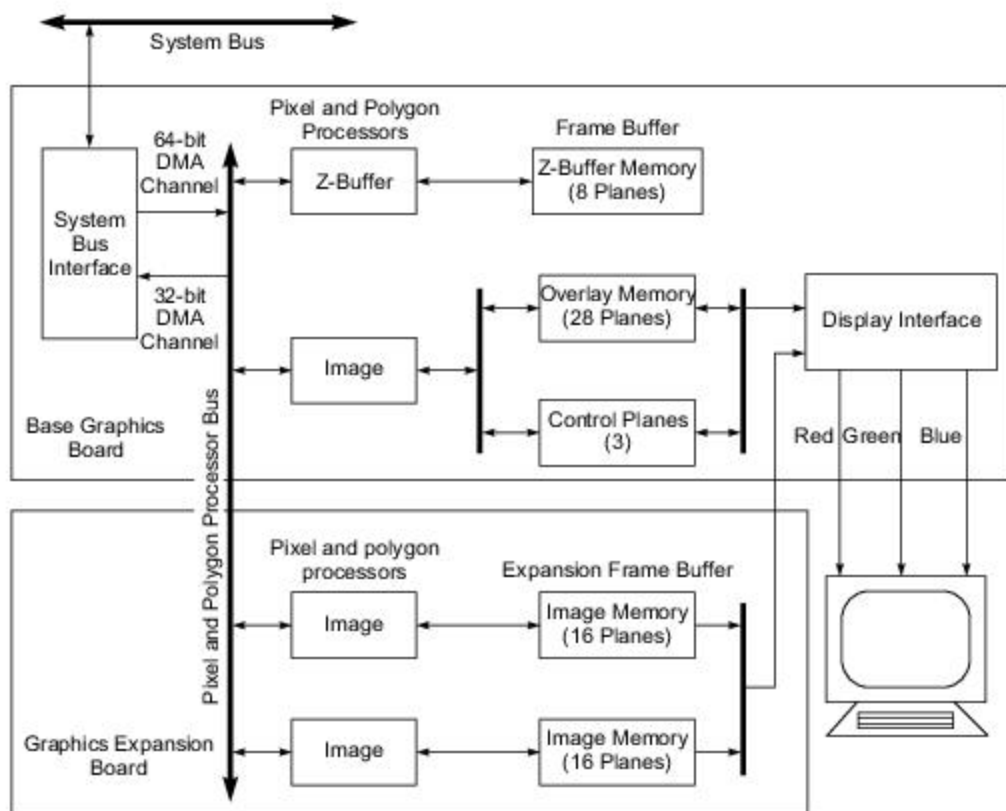 System Bus
Pixel and Polygon
Processors
Frame Buffer
64-bit
DMA
Channel
Z-Buffer
Z-Buffer Memory
(8 Planes)
System
Bus
Interface
32-bit
DMA
Channel
Overlay Memory
(28 Planes)
Display Interface
Image
Control Planes
(3)
Base Graphics
Board
Red
Green
Blue
Pixel and Polygon Processor Bus
Pixel and polygon
processors
Expansion Frame Buffer
Image
Image Memory
(16 Planes)
Graphics Expansion
Board
Image
Image Memory
(16 Planes)